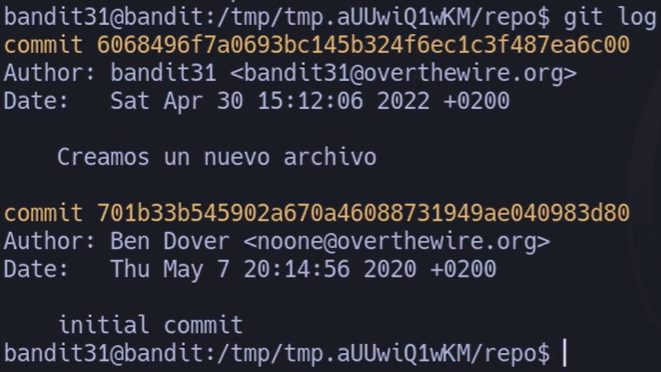 bandit31@bandit:/tmp/tmp.aUUwiQ1wKM/repo$ git log
commit 6068496f7a0693bc145b324f6ec1c3f487ea6c00
Author: bandit31 <bandit31@overthewire.org>
Date:   Sat Apr 30 15:12:06 2022 +0200
    Creamos un nuevo archivo
commit 701b33b545902a670a46088731949ae040983d80
Author: Ben Dover <noone@overthewire.org>
Date:   Thu May 7 20:14:56 2020 +0200
    initial commit
bandit31@bandit:/tmp/tmp.aUUwiQ1wKM/repo$